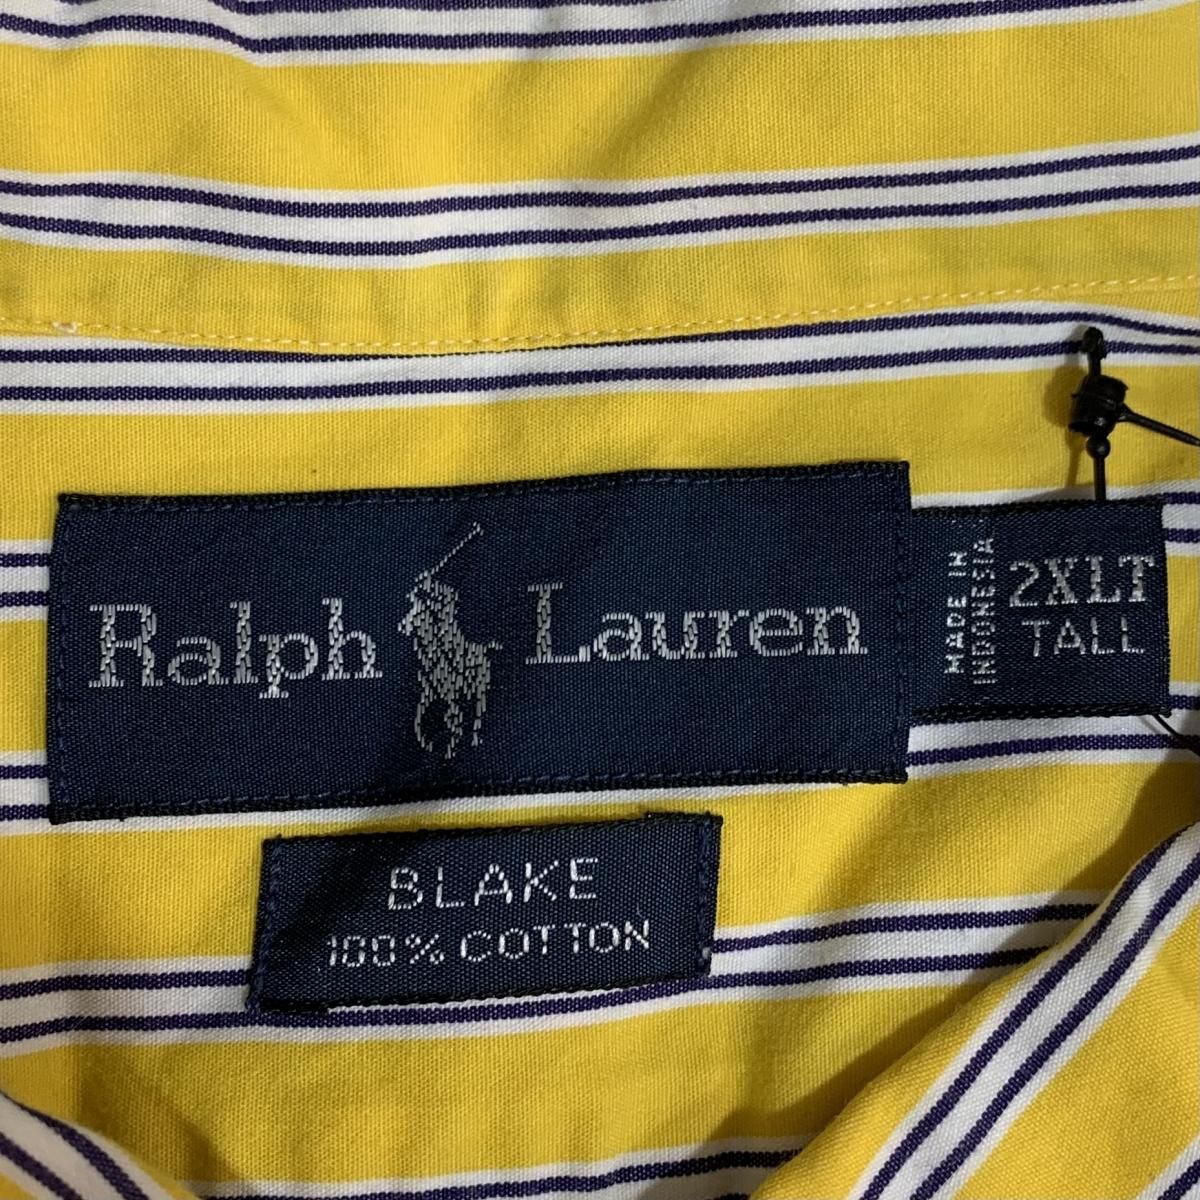 Ralph Lauren
MADE IN
INDONESIA
2XLT
TALL
BLAKE
100% COTTON